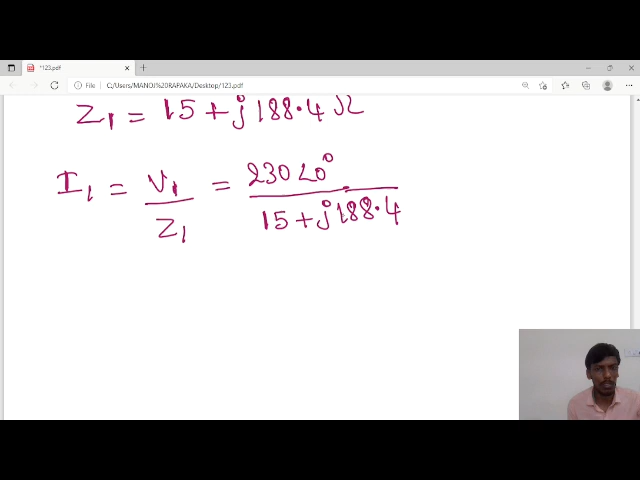 *123.pdf
File | C:/Users/MANOJ%20RAPAKA/Desktop/123.pdf
Z1 = 15 + j 188.4 Ω
I1 = V1 / Z1 = 230∠0° / 15 + j 188.4